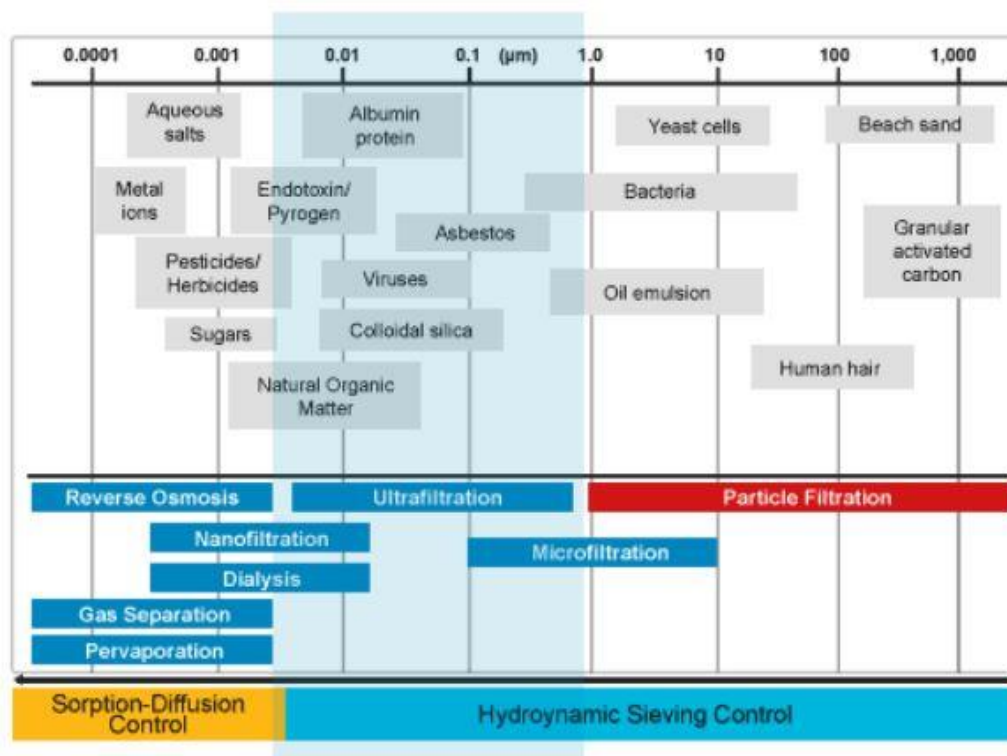 0.0001 0.001 0.01 0.1 (μm) 1.0 10 100 1,000
Aqueous
salts
Albumin
protein
Yeast cells
Beach sand
Metal
ions
Endotoxin/
Pyrogen
Bacteria
Asbestos
Granular
activated
carbon
Pesticides/
Herbicides
Viruses
Oil emulsion
Sugars
Colloidal silica
Human hair
Natural Organic
Matter
Reverse Osmosis
Ultrafiltration
Particle Filtration
Nanofiltration
Microfiltration
Dialysis
Gas Separation
Pervaporation
Sorption-Diffusion
Control
Hydroynamic Sieving Control